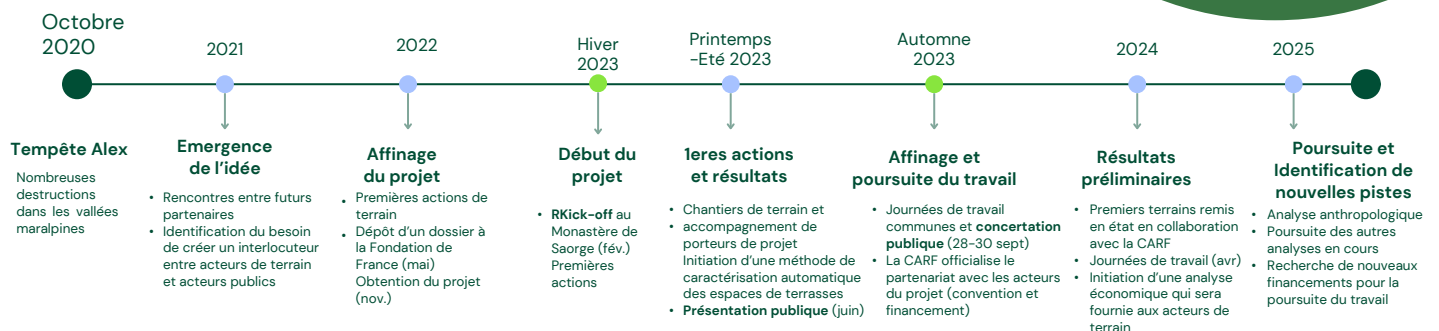 Octobre
2020
2021
2022
Hiver
2023
Printemps
-Eté 2023
Automne
2023
2024
2025
Tempête Alex
Nombreuses
destructions
dans les vallées
maralpines
Emergence
de l'idée
• Rencontres entre futurs
partenaires
• Identification du besoin
de créer un interlocuteur
entre acteurs de terrain
et acteurs publics
Affinage
du projet
• Premières actions de
terrain
• Dépôt d'un dossier à
la Fondation de
France (mai)
Obtention du projet
(nov.)
Début du
projet
• RKick-off au
Monastère de
Saorge (fév.)
Premières
actions
1eres actions
et résultats
• Chantiers de terrain et
• accompagnement de
porteurs de projet
Initiation d'une méthode de
caractérisation automatique
des espaces de terrasses
• Présentation publique (juin)
Affinage et
poursuite du travail
• Journées de travail
communes et concertation
publique (28-30 sept)
• La CARF officialise le
partenariat avec les acteurs
du projet (convention et
financement)
Résultats
préliminaires
• Premiers terrains remis
en état en collaboration
avec la CARF
• Journées de travail (avr)
• Initiation d'une analyse
économique qui sera
fournie aux acteurs de
terrain
Poursuite et
Identification de
nouvelles pistes
• Analyse anthropologique
• Poursuite des autres
analyses en cours
• Recherche de nouveaux
financements pour la
poursuite du travail